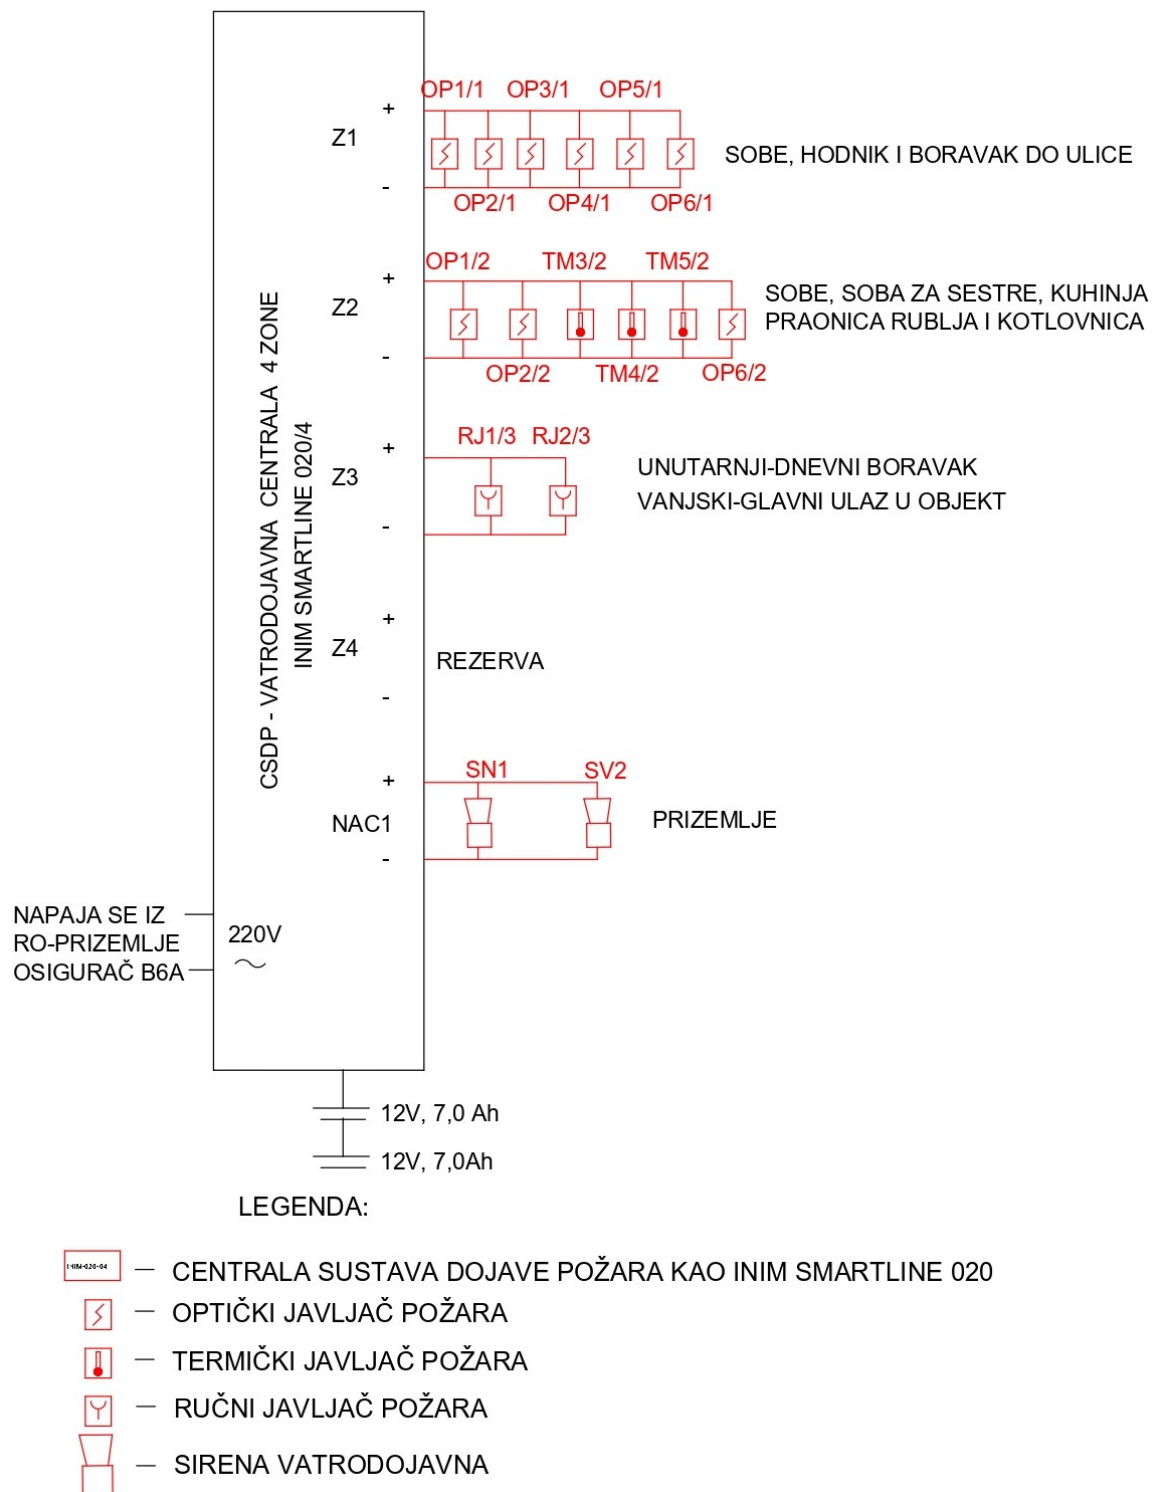 OP1/1 OP3/1 OP5/1
+
Z1
-
SOBE, HODNIK I BORAVAK DO ULICE
OP2/1 OP4/1 OP6/1
OP1/2 TM3/2 TM5/2
+
Z2
-
SOBE, SOBA ZA SESTRE, KUHINJA
PRAONICA RUBLJA I KOTLOVNICA
OP2/2 TM4/2 OP6/2
CSDP - VATRODOJAVNA CENTRALA 4 ZONE
INIM SMARTLINE 020/4
RJ1/3 RJ2/3
+
Z3
-
UNUTARNJI-DNEVNI BORAVAK
VANJSKI-GLAVNI ULAZ U OBJEKT
+
Z4
-
REZERVA
SN1 SV2
+
NAC1
-
PRIZEMLJE
NAPAJA SE IZ
RO-PRIZEMLJE
OSIGURAČ B6A
220V
12V, 7,0 Ah
12V, 7,0Ah
LEGENDA:
— CENTRALA SUSTAVA DOJAVE POŽARA KAO INIM SMARTLINE 020
— OPTIČKI JAVLJAČ POŽARA
— TERMIČKI JAVLJAČ POŽARA
— RUČNI JAVLJAČ POŽARA
— SIRENA VATRODOJAVNA